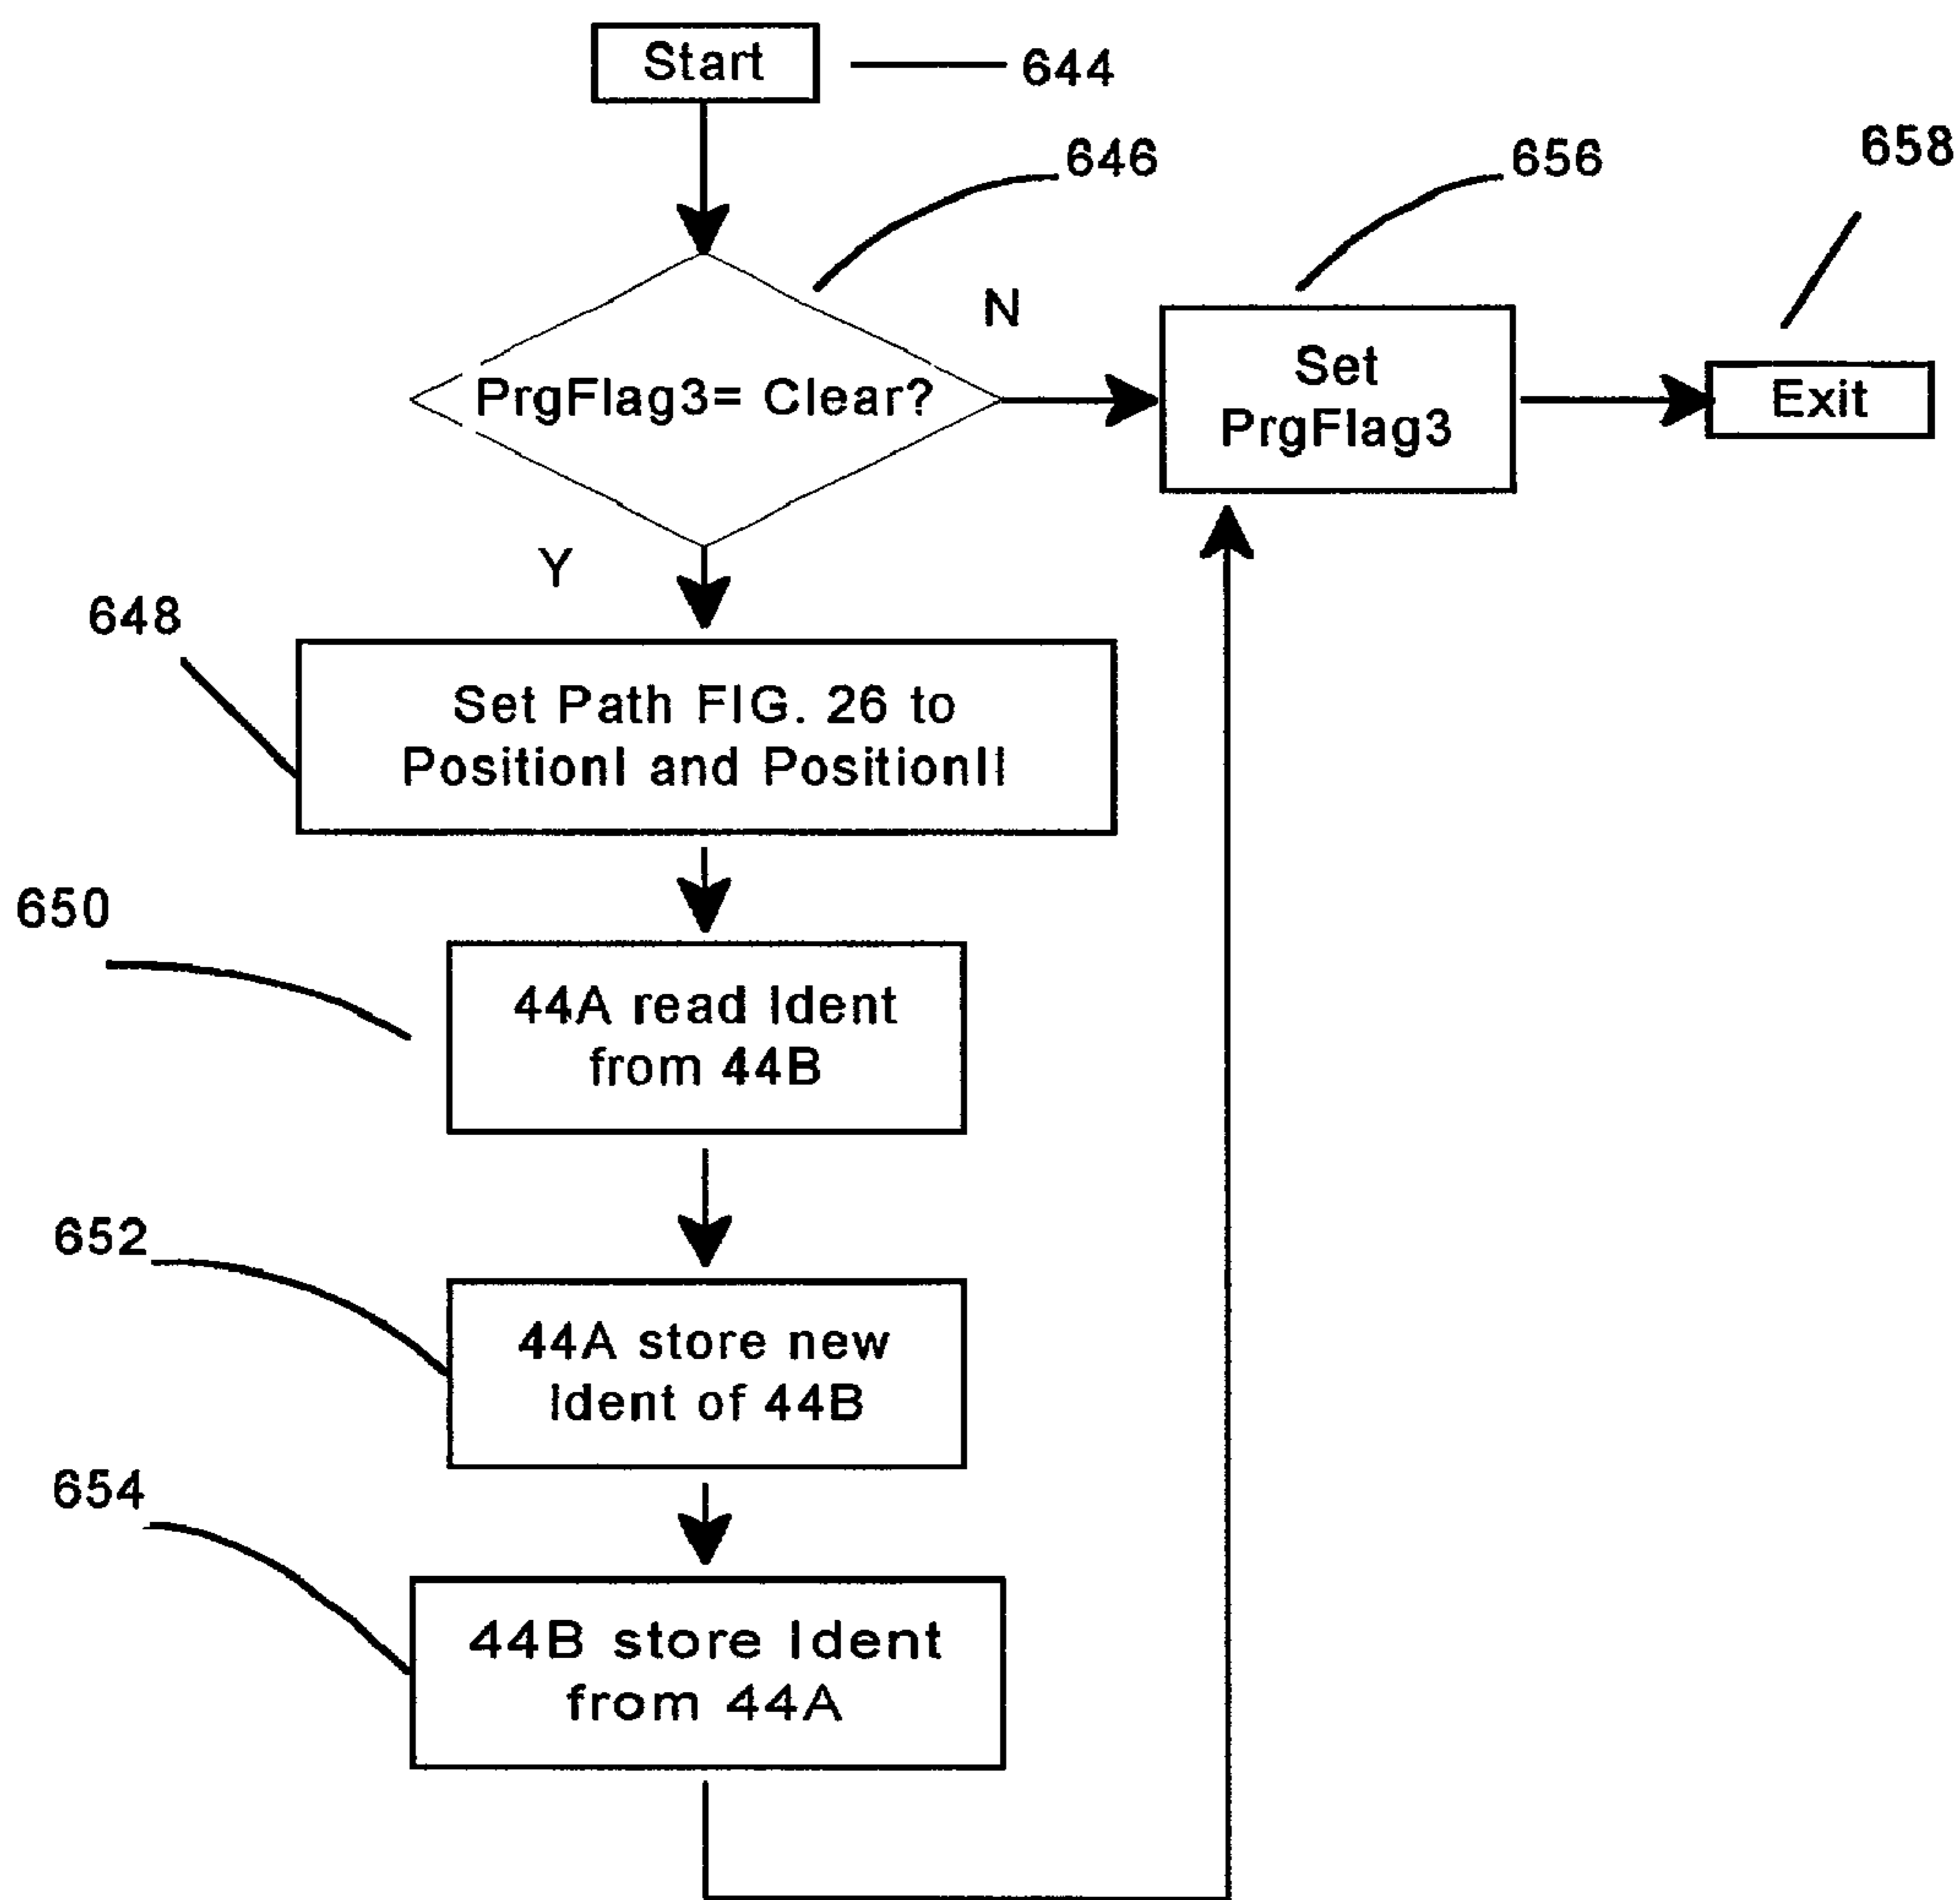 Start
644
646
656
658
N
PrgFlag3= Clear?
Set
PrgFlag3
Exit
Y
648
Set Path FIG. 26 to
PositionI and PositionII
650
44A read Ident
from 44B
652
44A store new
Ident of 44B
654
44B store Ident
from 44A